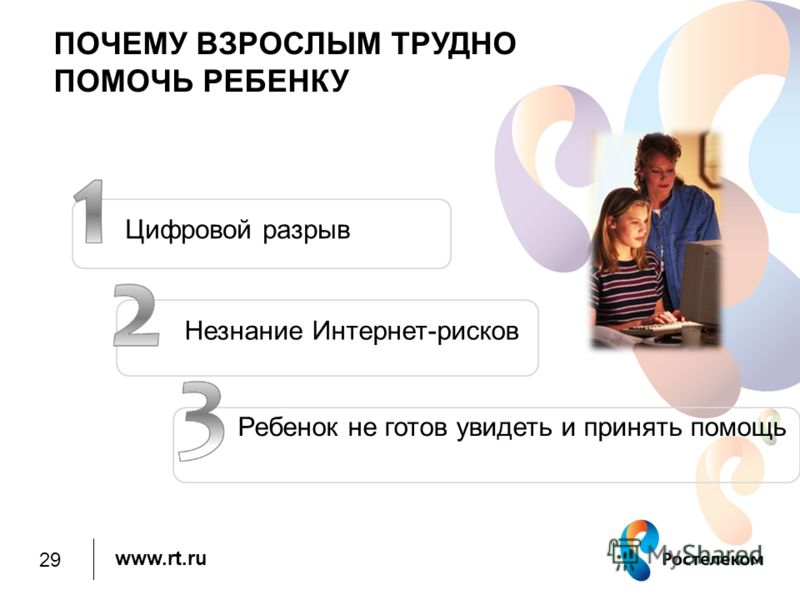 ПОЧЕМУ ВЗРОСЛЫМ ТРУДНО
ПОМОЧЬ РЕБЕНКУ
1
Цифровой разрыв
2
Незнание Интернет-рисков
3
Ребенок не готов увидеть и принять помощь
29
www.rt.ru
MyShared
Ростелеком